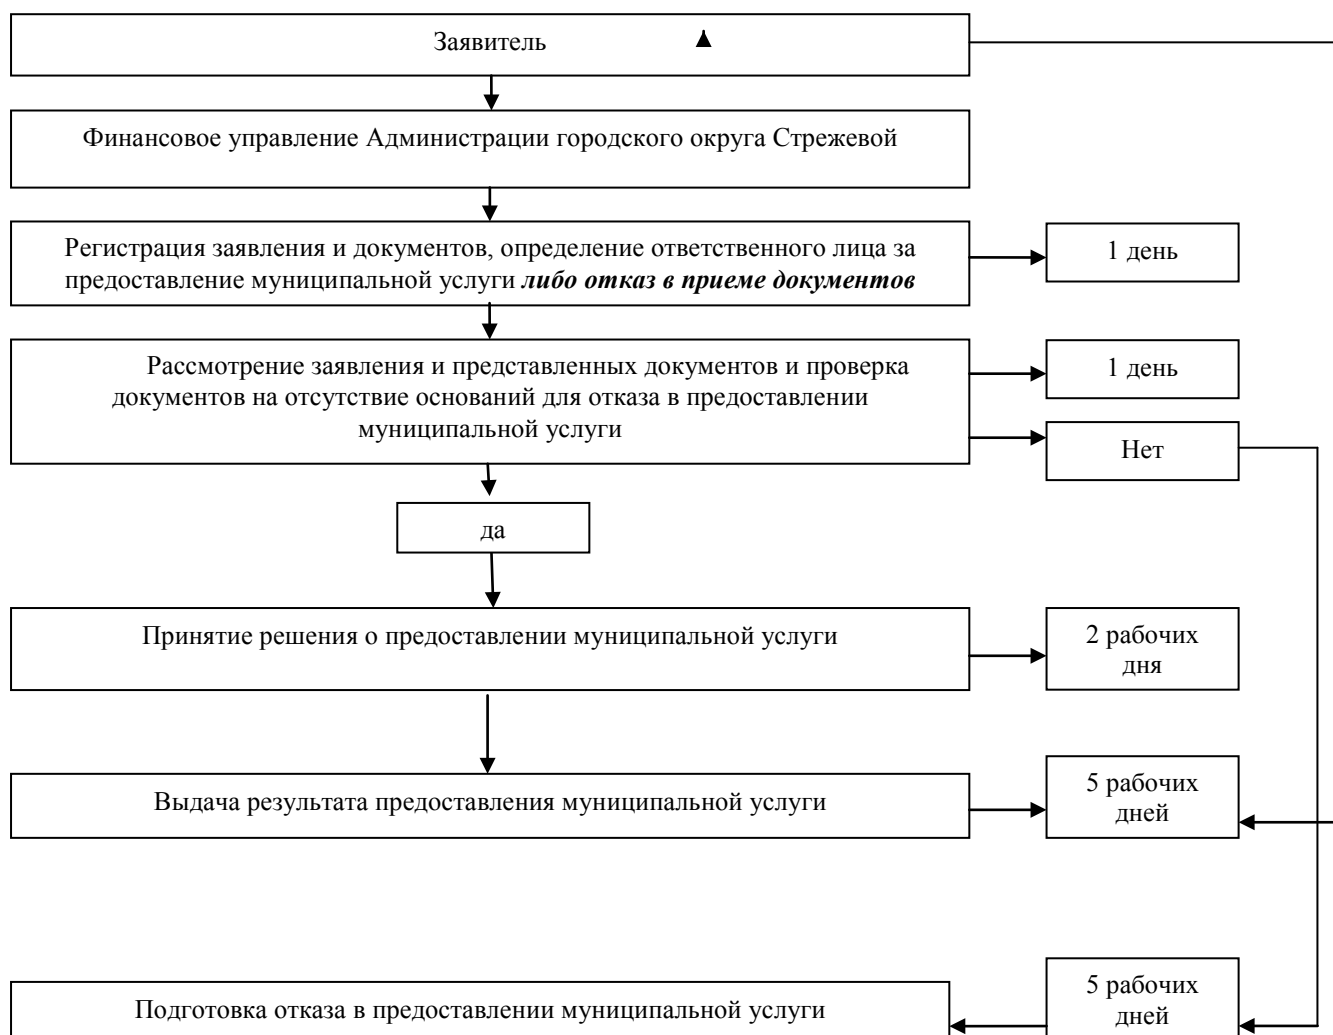 Заявитель
Финансовое управление Администрации городского округа Стрежевой
Регистрация заявления и документов, определение ответственного лица за
предоставление муниципальной услуги либо отказ в приеме документов
1 день
Рассмотрение заявления и представленных документов и проверка
документов на отсутствие оснований для отказа в предоставлении
муниципальной услуги
1 день
Нет
да
Принятие решения о предоставлении муниципальной услуги
2 рабочих
дня
Выдача результата предоставления муниципальной услуги
5 рабочих
дней
Подготовка отказа в предоставлении муниципальной услуги
5 рабочих
дней